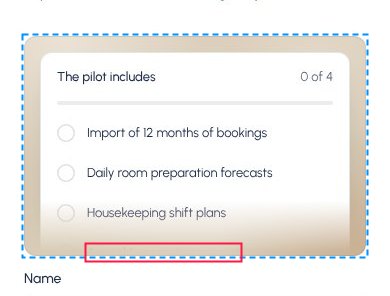 The pilot includes
0 of 4
Import of 12 months of bookings
Daily room preparation forecasts
Housekeeping shift plans
Name